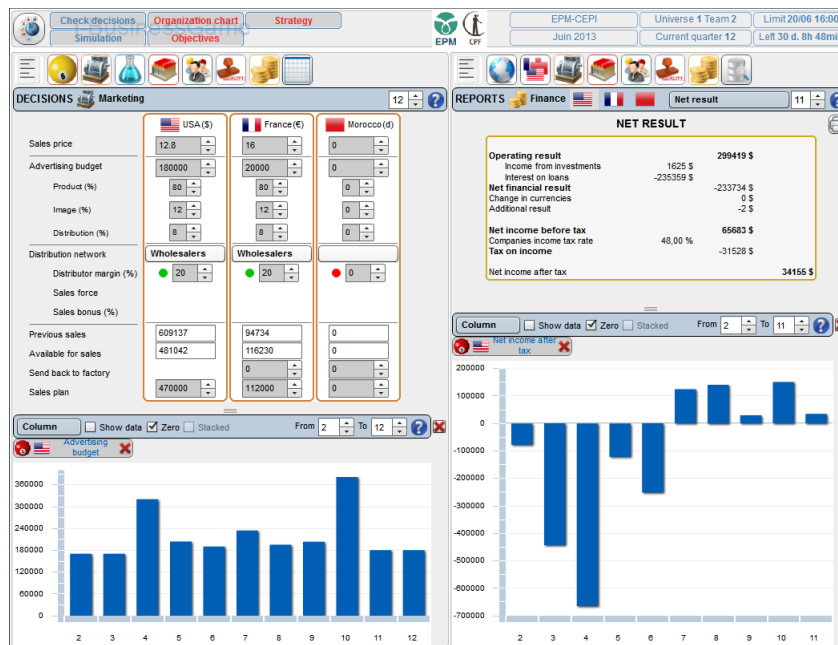 Check decisions Organization chart Strategy
Simulation Objectives
EBusinessGame
EPM CPF
EPM-CEPI Universe 1 Team 2 Limit 20/06 16:00
Juin 2013 Current quarter 12 Left 30 d. 8h 48mi
DECISIONS Marketing 12 ?
USA($) France(€) Morocco(d)
Sales price 12.8 16 0
Advertising budget 180000 20000 0
Product (%) 80 80 0
Image (%) 12 12 0
Distribution (%) 8 8 0
Distribution network Wholesalers Wholesalers
Distributor margin (%) 20 20 0
Sales force
Sales bonus (%)
Previous sales 609137 94734 0
Available for sales 481042 116230 0
Send back to factory 0 0
Sales plan 470000 112000 0
Column Show data Zero Stacked From 2 To 12 ?
Advertising budget
360000
300000
240000
180000
120000
60000
0
2 3 4 5 6 7 8 9 10 11 12
REPORTS Finance Net result 11 ?
NET RESULT
Operating result 299419 $
Income from investments 1625 $
Interest on loans -235359 $
Net financial result -233734 $
Change in currencies 0 $
Additional result -2 $
Net income before tax 65683 $
Companies income tax rate 48,00 %
Tax on income -31528 $
Net income after tax 34155 $
Column Show data Zero Stacked From 2 To 11 ?
Net income after
tax
200000
100000
0
-100000
-200000
-300000
-400000
-500000
-600000
-700000
2 3 4 5 6 7 8 9 10 11